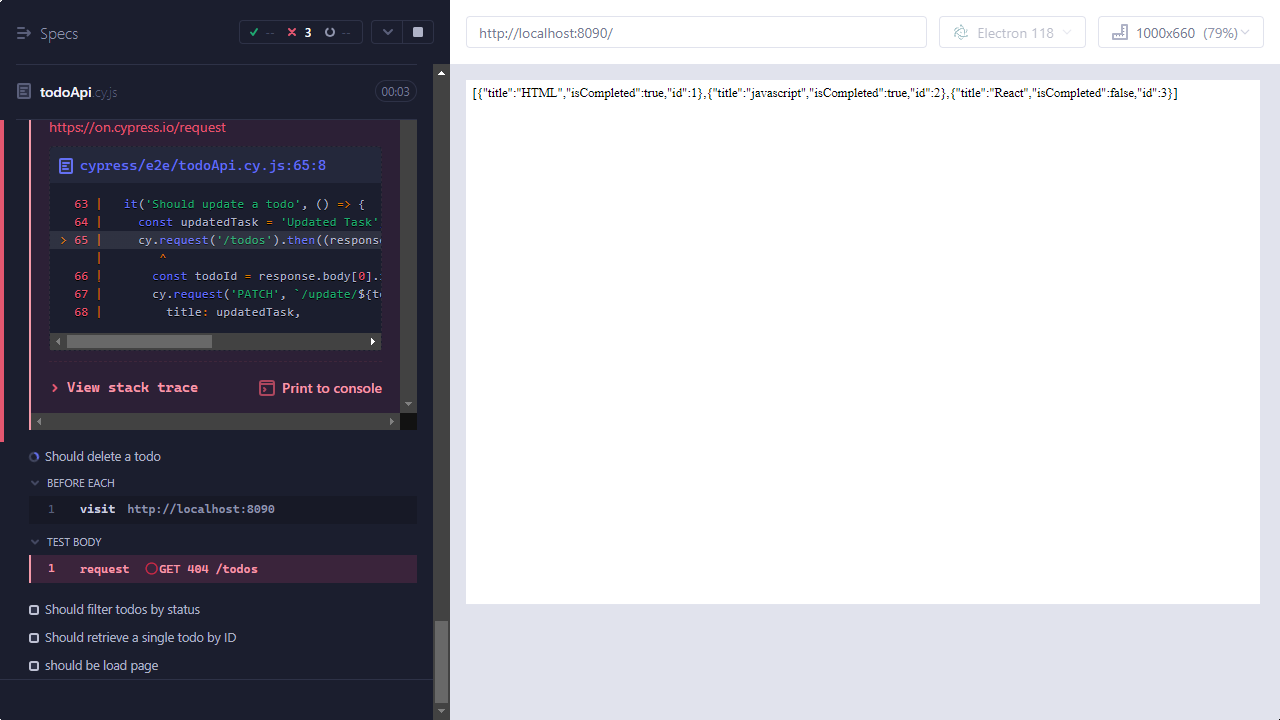 Specs
-- 3 --
todoApi.cy.js 00:03
https://on.cypress.io/request
cypress/e2e/todoApi.cy.js:65:8
63 | it('Should update a todo', () => {
64 | const updatedTask = 'Updated Task'
> 65 | cy.request('/todos').then((response
| ^
66 | const todoId = response.body[0].
67 | cy.request('PATCH', `/update/${to
68 | title: updatedTask,
View stack trace
Print to console
Should delete a todo
BEFORE EACH
1 visit http://localhost:8090
TEST BODY
1 request GET 404 /todos
Should filter todos by status
Should retrieve a single todo by ID
should be load page
http://localhost:8090/
Electron 118
1000x660 (79%)
[{"title":"HTML","isCompleted":true,"id":1},{"title":"javascript","isCompleted":true,"id":2},{"title":"React","isCompleted":false,"id":3}]